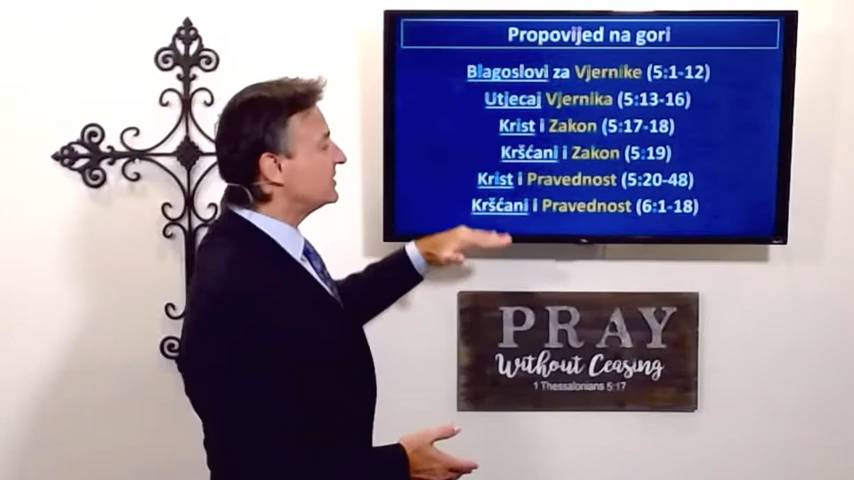 Propovijed na gori
Blagoslovi za Vjernike (5:1-12)
Utjecaj Vjernika (5:13-16)
Krist i Zakon (5:17-18)
Kršćani i Zakon (5:19)
Krist i Pravednost (5:20-48)
Kršćani i Pravednost (6:1-18)
PRAY
Without Ceasing
1 Thessalonians 5:17